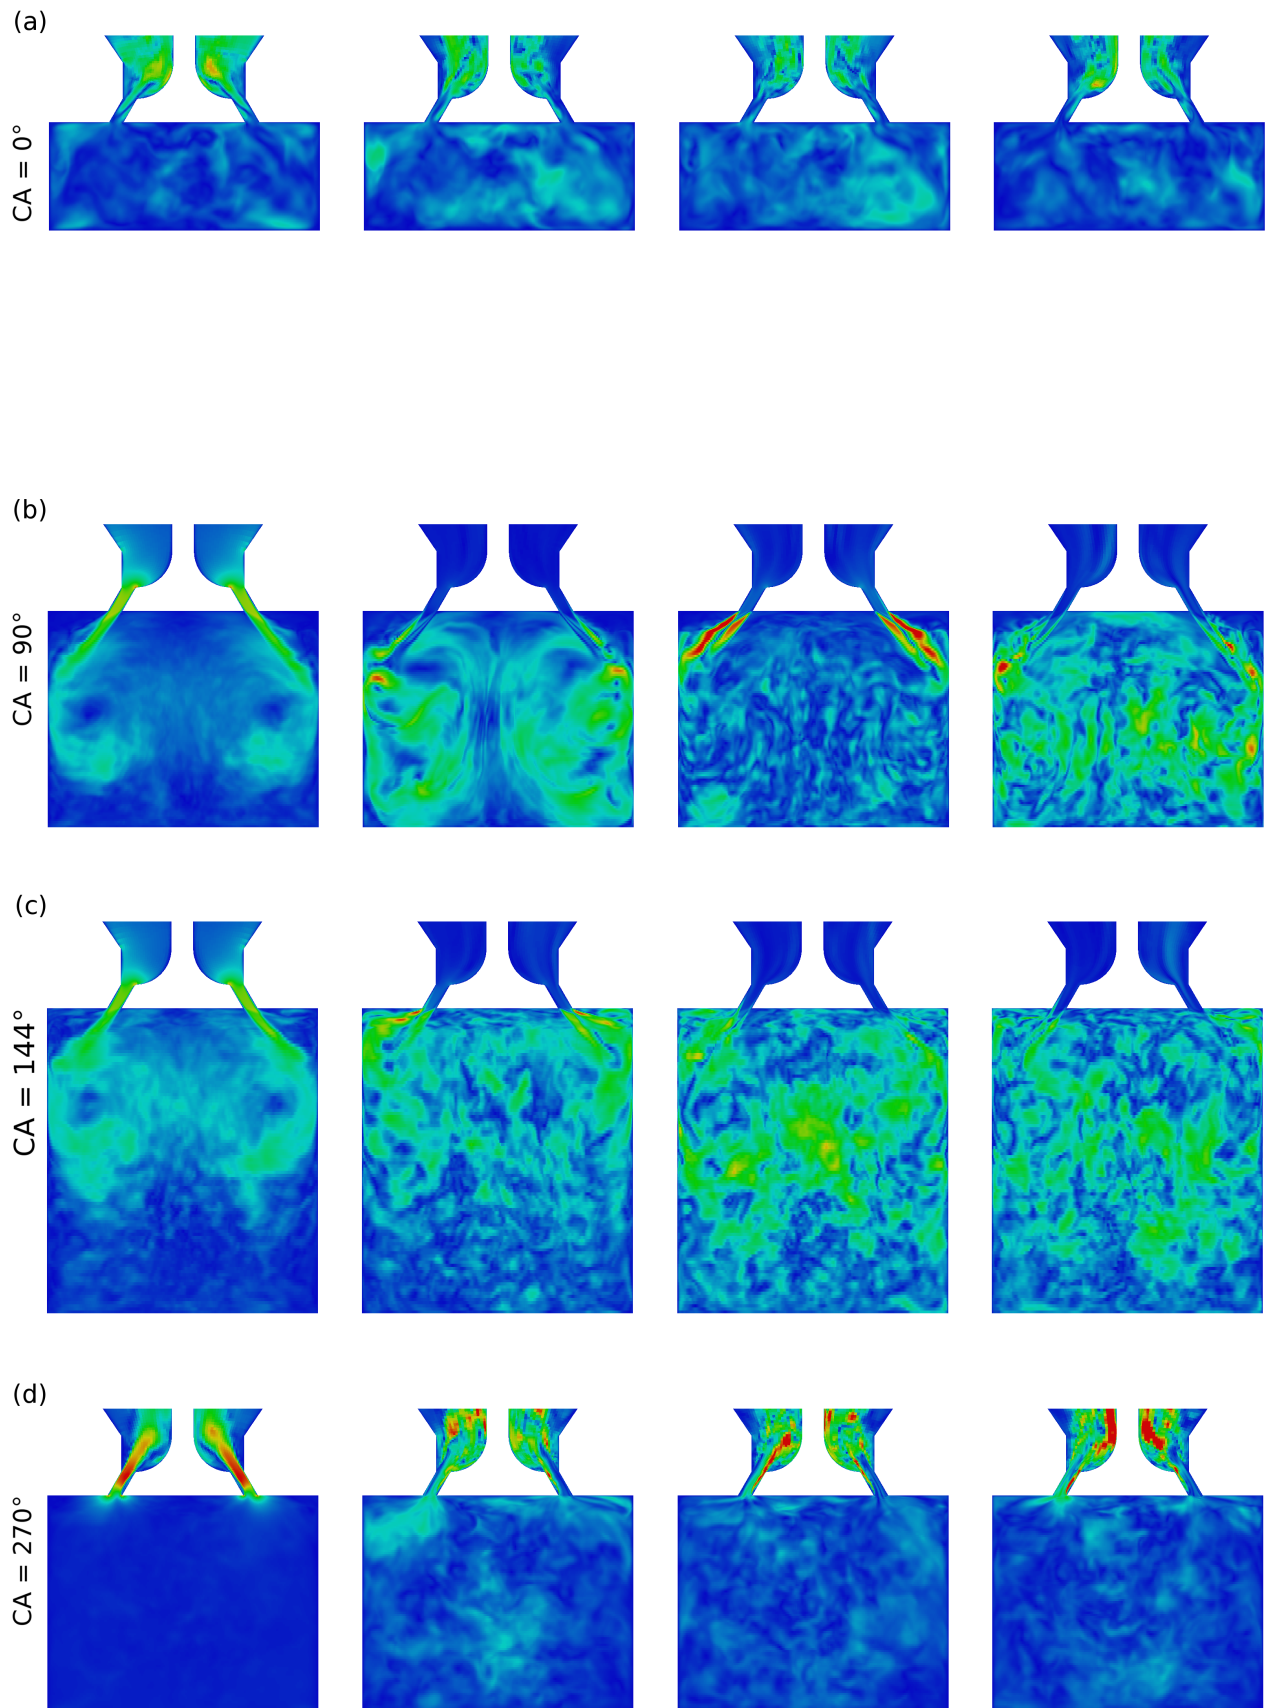 (a)
CA = 0°
(b)
CA = 90°
(c)
CA = 144°
(d)
CA = 270°